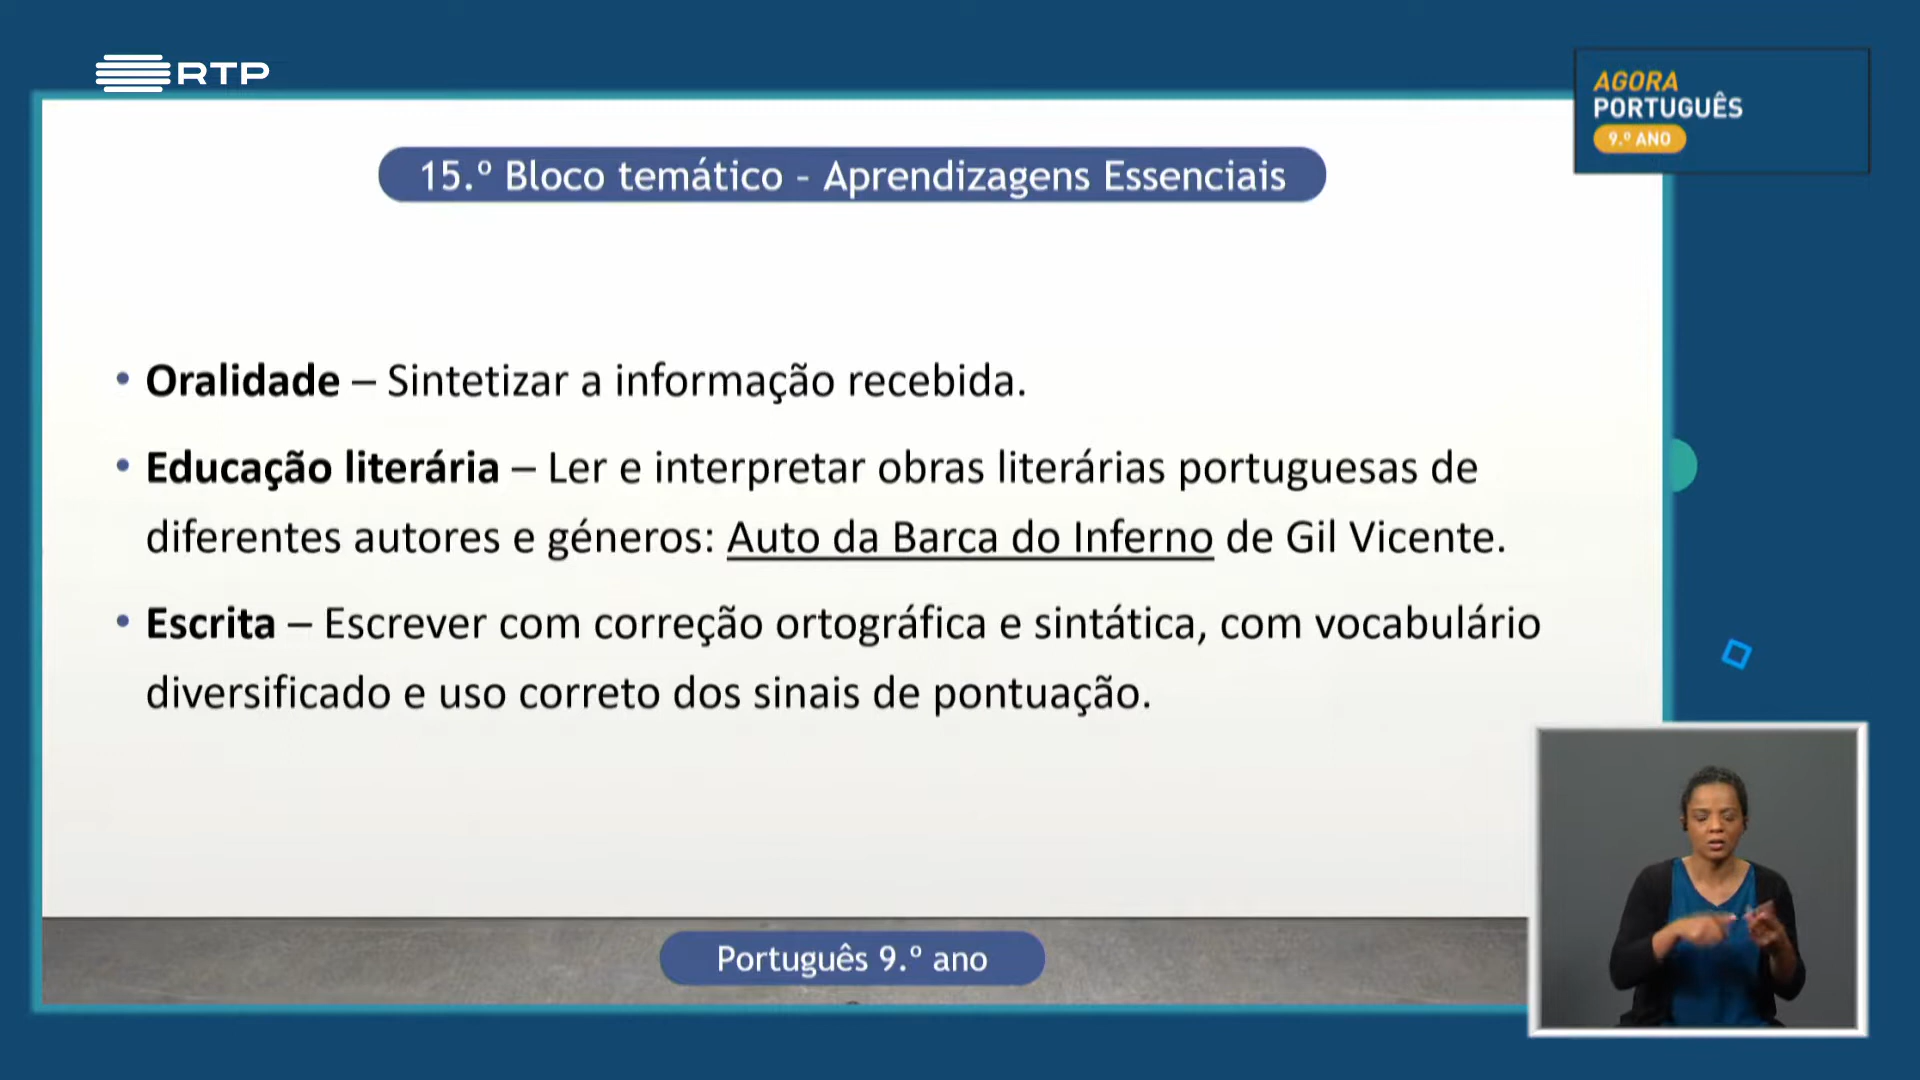 RTP
AGORA
PORTUGUÊS
9.º ANO
15.º Bloco temático - Aprendizagens Essenciais
• Oralidade – Sintetizar a informação recebida.
• Educação literária – Ler e interpretar obras literárias portuguesas de
diferentes autores e géneros: Auto da Barca do Inferno de Gil Vicente.
• Escrita – Escrever com correção ortográfica e sintática, com vocabulário
diversificado e uso correto dos sinais de pontuação.
Português 9.º ano